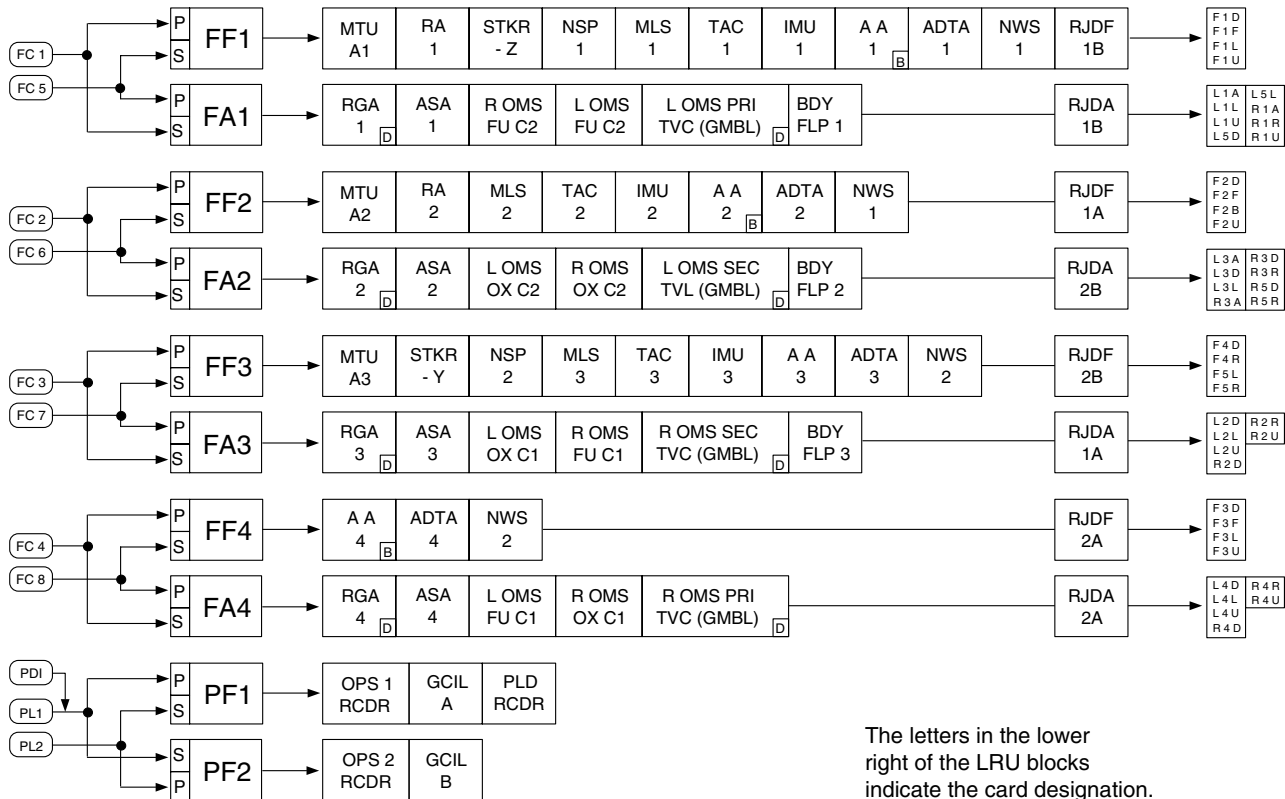 FC 1
FC 5
P
S
FF1
MTU A1
RA 1
STKR - Z
NSP 1
MLS 1
TAC 1
IMU 1
A A 1 B
ADTA 1
NWS 1
RJDF 1B
F1D
F1F
F1L
F1U
P
S
FA1
RGA 1 D
ASA 1
R OMS FU C2
L OMS FU C2
L OMS PRI TVC (GMBL) D
BDY FLP 1
RJDA 1B
L1A L5L
L1L R1A
L1U R1R
L5D R1U
FC 2
FC 6
P
S
FF2
MTU A2
RA 2
MLS 2
TAC 2
IMU 2
A A 2 B
ADTA 2
NWS 1
RJDF 1A
F2D
F2F
F2B
F2U
P
S
FA2
RGA 2 D
ASA 2
L OMS OX C2
R OMS OX C2
L OMS SEC TVL (GMBL) D
BDY FLP 2
RJDA 2B
L3A R3D
L3D R3R
L3L R5D
R3A R5R
FC 3
FC 7
P
S
FF3
MTU A3
STKR - Y
NSP 2
MLS 3
TAC 3
IMU 3
A A 3
ADTA 3
NWS 2
RJDF 2B
F4D
F4R
F5L
F5R
P
S
FA3
RGA 3 D
ASA 3
L OMS OX C1
R OMS FU C1
R OMS SEC TVC (GMBL) D
BDY FLP 3
RJDA 1A
L2D R2R
L2L R2U
L2U
R2D
FC 4
FC 8
P
S
FF4
A A 4 B
ADTA 4
NWS 2
RJDF 2A
F3D
F3F
F3L
F3U
P
S
FA4
RGA 4 D
ASA 4
L OMS FU C1
R OMS OX C1
R OMS PRI TVC (GMBL) D
RJDA 2A
L4D R4R
L4L R4U
L4U
R4D
PDI
PL1
PL2
P
S
PF1
OPS 1 RCDR
GCIL A
PLD RCDR
S
P
PF2
OPS 2 RCDR
GCIL B
The letters in the lower
right of the LRU blocks
indicate the card designation.